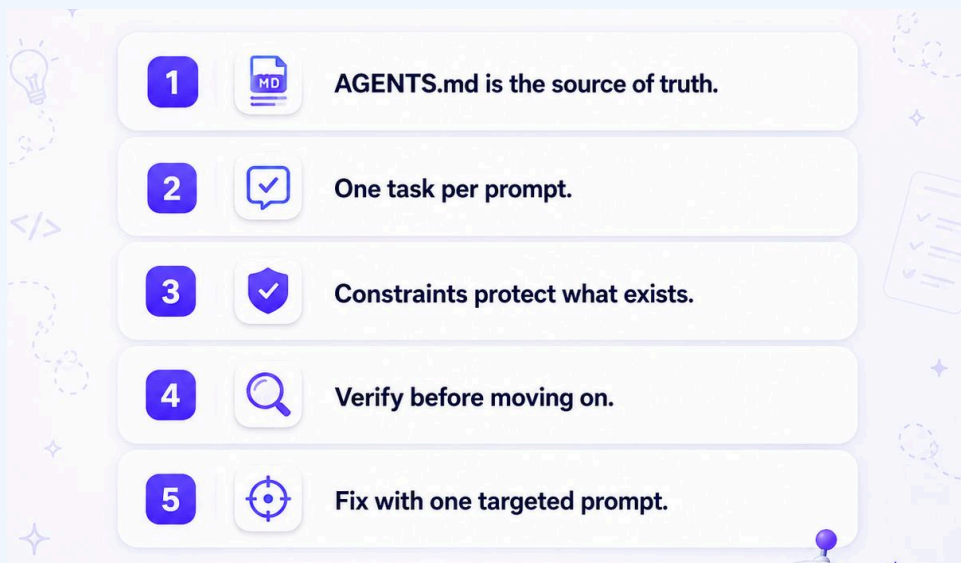 1
MD
AGENTS.md is the source of truth.
2
One task per prompt.
3
Constraints protect what exists.
4
Verify before moving on.
5
Fix with one targeted prompt.
</>